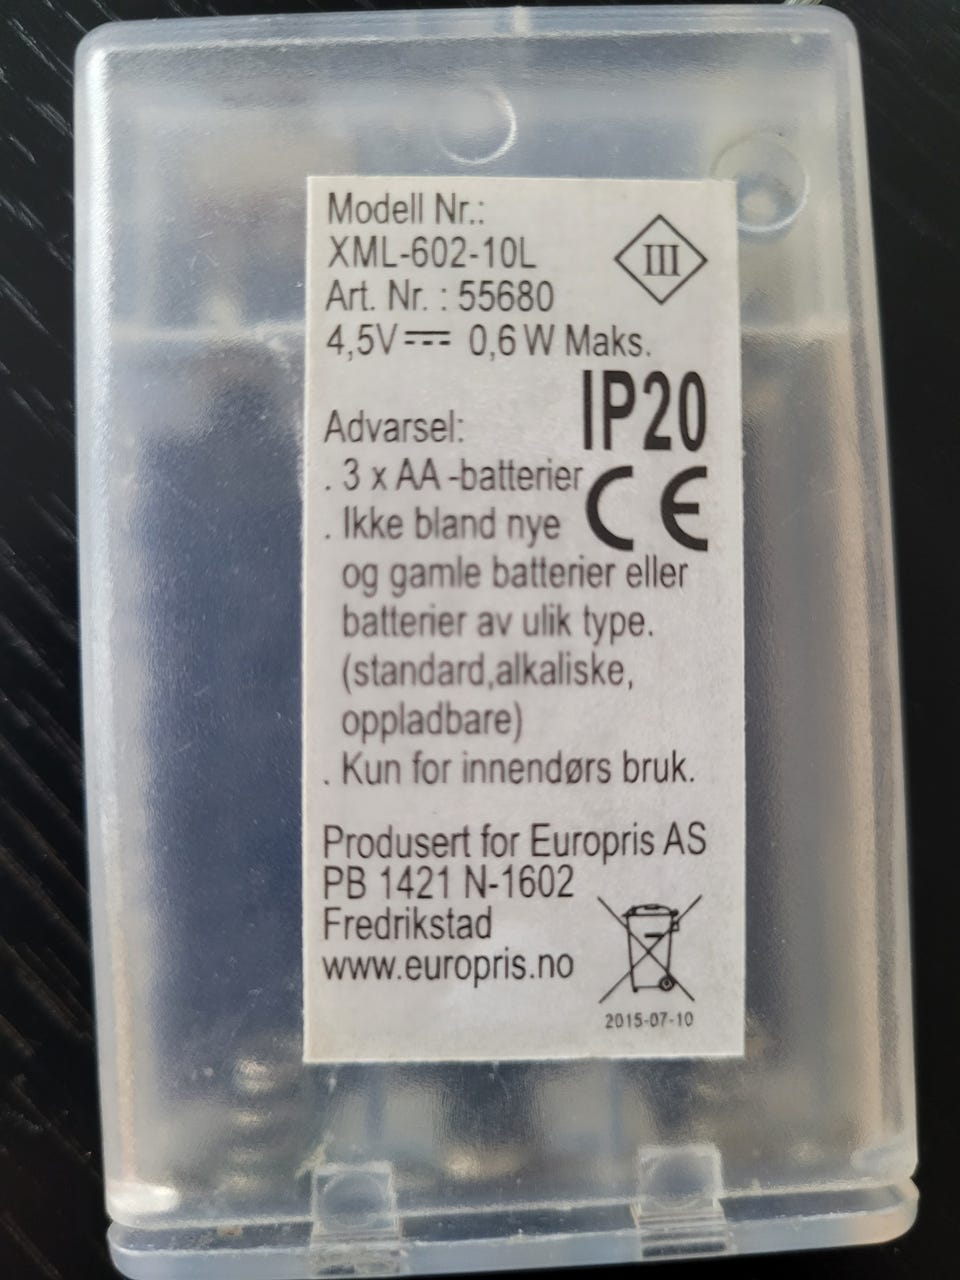 Modell Nr.:
XML-602-10L
III
Art. Nr. : 55680
4,5V⎓ 0,6 W Maks.
IP20
Advarsel:
. 3 x AA -batterier
CE
. Ikke bland nye
og gamle batterier eller
batterier av ulik type.
(standard,alkaliske,
oppladbare)
. Kun for innendørs bruk.
Produsert for Europris AS
PB 1421 N-1602
Fredrikstad
www.europris.no
2015-07-10